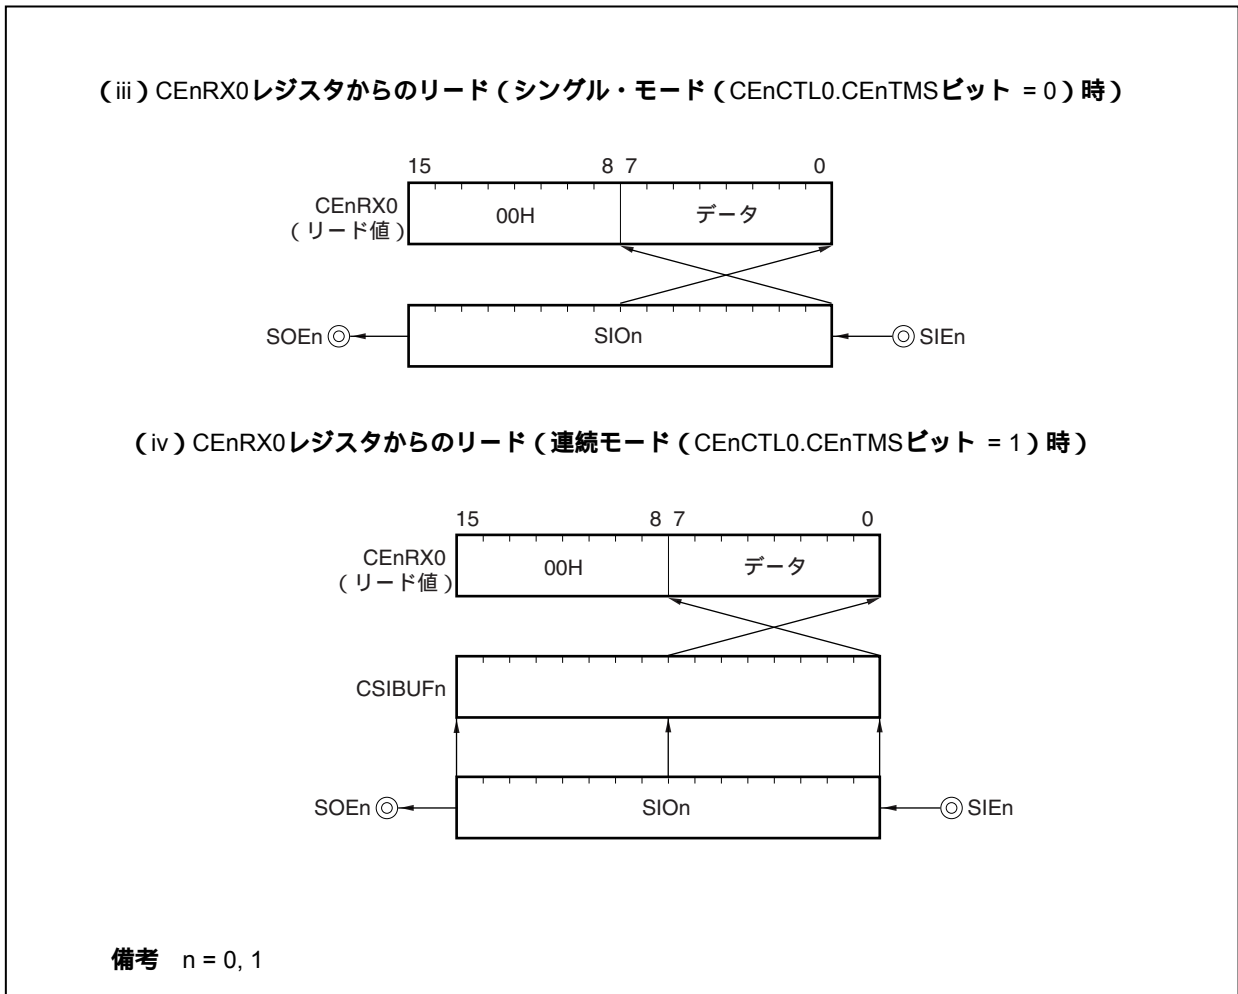 （iii）CEnRX0レジスタからのリード（シングル・モード（CEnCTL0.CEnTMSビット = 0）時）
15 8 7 0
CEnRX0
（リード値）
00H データ
SOEn SIOn SIEn
（iv）CEnRX0レジスタからのリード（連続モード（CEnCTL0.CEnTMSビット = 1）時）
15 8 7 0
CEnRX0
（リード値）
00H データ
CSIBUFn
SOEn SIOn SIEn
備考 n = 0, 1